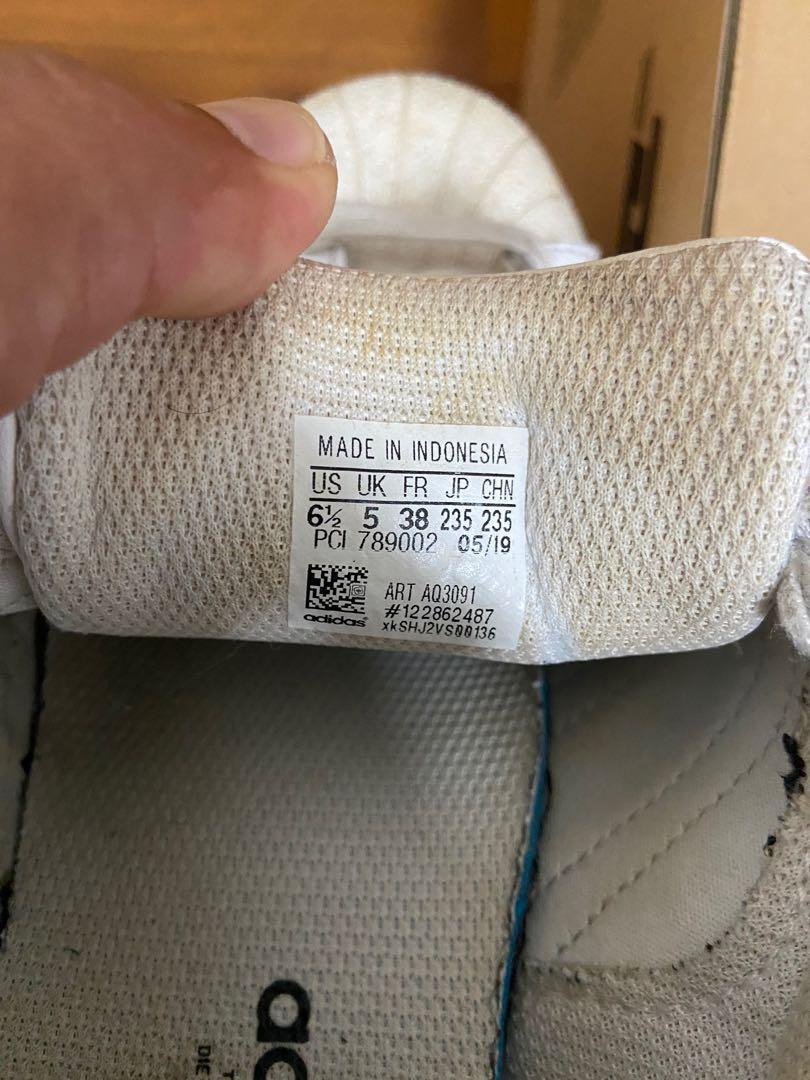 MADE IN INDONESIA
US UK FR JP CHN
6½ 5 38 235 235
PCI 789002 05/19
ART AQ3091
#122862487
adidas
xkSHJ2VS00136